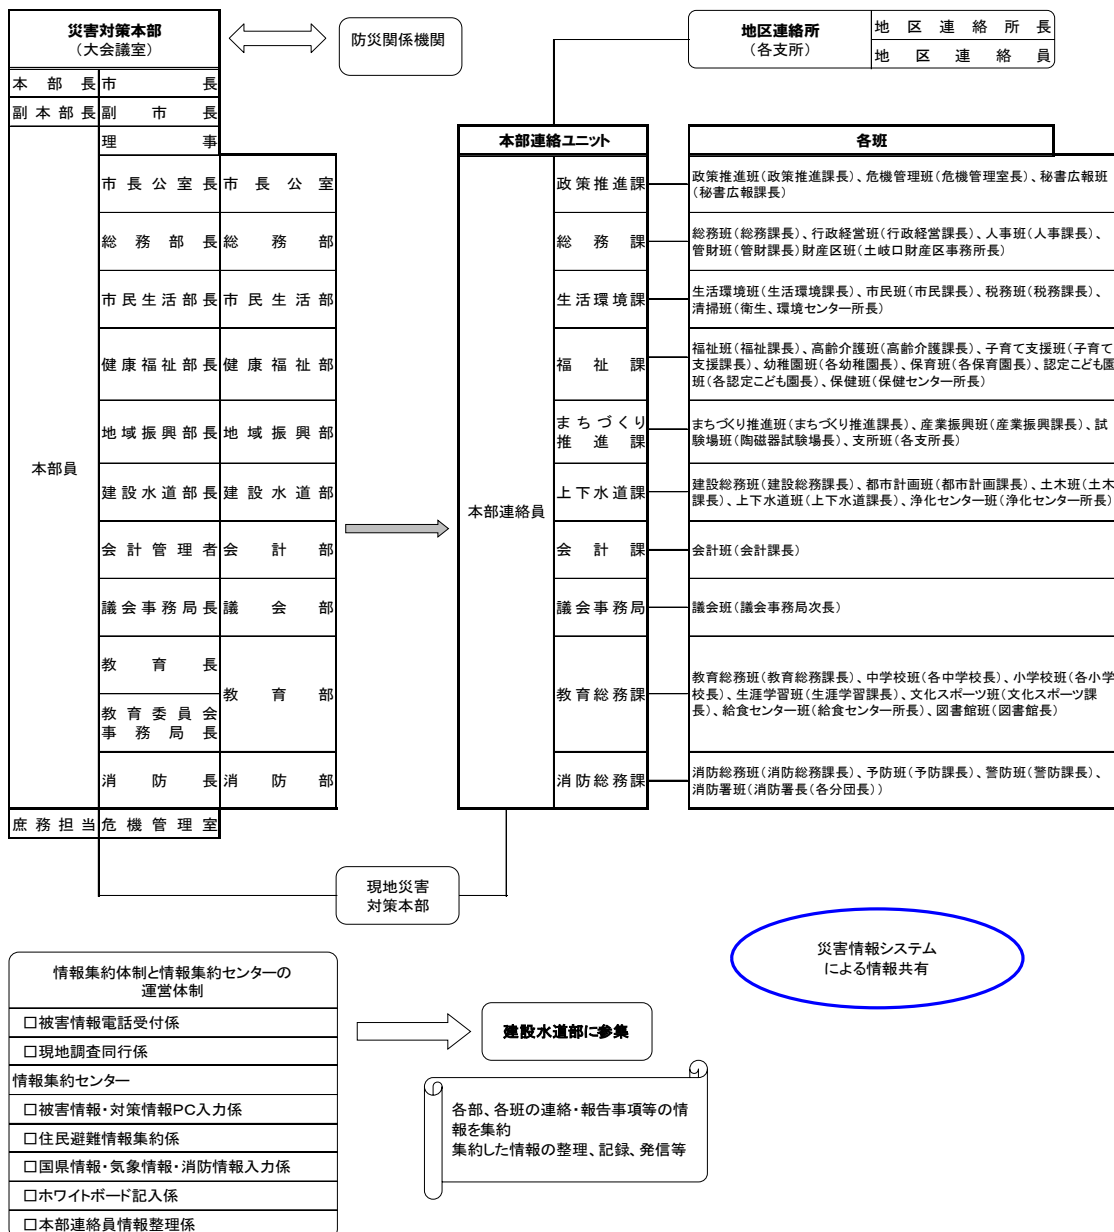 災害対策本部
（大会議室）
防災関係機関
地区連絡所
（各支所）
地区連絡所長
地区連絡員
本部長 市長
副本部長 副市長
本部員
理事
市長公室長 市長公室
総務部長 総務部
市民生活部長 市民生活部
健康福祉部長 健康福祉部
地域振興部長 地域振興部
建設水道部長 建設水道部
会計管理者 会計部
議会事務局長 議会部
教育長
教育委員会
事務局長
教育部
消防長 消防部
庶務担当 危機管理室
本部連絡ユニット
各班
本部連絡員
政策推進課
政策推進班（政策推進課長）、危機管理班（危機管理室長）、秘書広報班
（秘書広報課長）
総務課
総務班（総務課長）、行政経営班（行政経営課長）、人事班（人事課長）、
管財班（管財課長）財産区班（土岐口財産区事務所長）
生活環境課
生活環境班（生活環境課長）、市民班（市民課長）、税務班（税務課長）、
清掃班（衛生、環境センター所長）
福祉課
福祉班（福祉課長）、高齢介護班（高齢介護課長）、子育て支援班（子育て
支援課長）、幼稚園班（各幼稚園長）、保育班（各保育園長）、認定こども園
班（各認定こども園長）、保健班（保健センター所長）
まちづくり
推進課
まちづくり推進班（まちづくり推進課長）、産業振興班（産業振興課長）、試
験場班（陶磁器試験場長）、支所班（各支所長）
上下水道課
建設総務班（建設総務課長）、都市計画班（都市計画課長）、土木班（土木
課長）、上下水道班（上下水道課長）、浄化センター班（浄化センター所長）
会計課
会計班（会計課長）
議会事務局
議会班（議会事務局次長）
教育総務課
教育総務班（教育総務課長）、中学校班（各中学校長）、小学校班（各小学
校長）、生涯学習班（生涯学習課長）、文化スポーツ班（文化スポーツ課
長）、給食センター班（給食センター所長）、図書館班（図書館長）
消防総務課
消防総務班（消防総務課長）、予防班（予防課長）、警防班（警防課長）、
消防署班（消防署長（各分団長））
現地災害
対策本部
災害情報システム
による情報共有
情報集約体制と情報集約センターの
運営体制
□被害情報電話受付係
□現地調査同行係
情報集約センター
□被害情報・対策情報PC入力係
□住民避難情報集約係
□国県情報・気象情報・消防情報入力係
□ホワイトボード記入係
□本部連絡員情報整理係
建設水道部に参集
各部、各班の連絡・報告事項等の情
報を集約
集約した情報の整理、記録、発信等